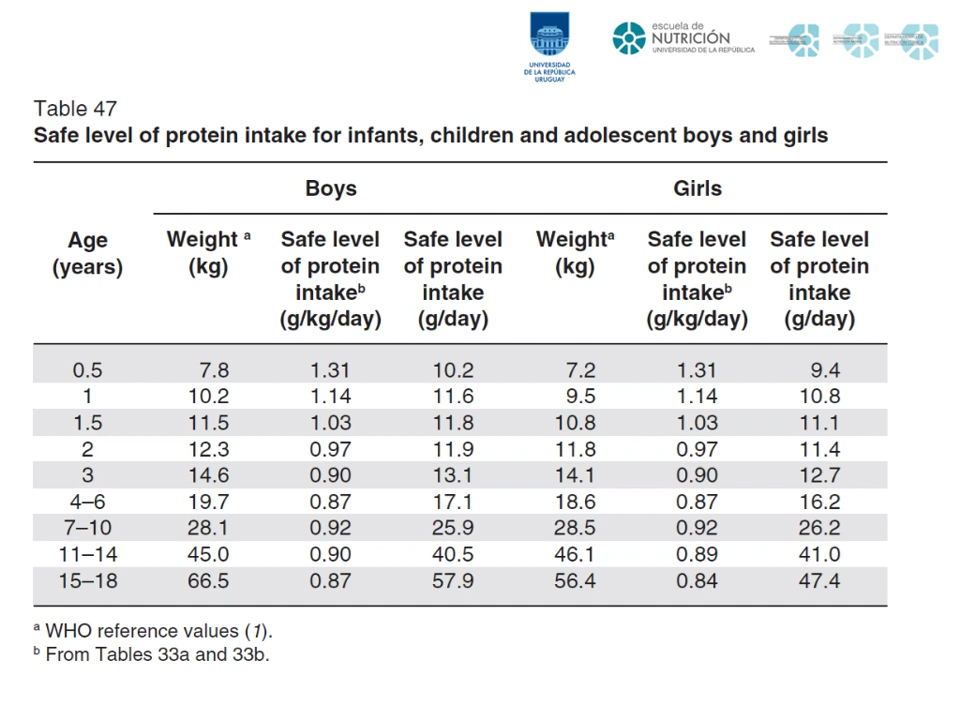 UNIVERSIDAD
DE LA REPÚBLICA
URUGUAY
escuela de
NUTRICIÓN
UNIVERSIDAD DE LA REPÚBLICA
Table 47
Safe level of protein intake for infants, children and adolescent boys and girls
Boys Girls
Age (years) Weight a (kg) Safe level of protein intakeb (g/kg/day) Safe level of protein intake (g/day) Weighta (kg) Safe level of protein intakeb (g/kg/day) Safe level of protein intake (g/day)
0.5 7.8 1.31 10.2 7.2 1.31 9.4
1 10.2 1.14 11.6 9.5 1.14 10.8
1.5 11.5 1.03 11.8 10.8 1.03 11.1
2 12.3 0.97 11.9 11.8 0.97 11.4
3 14.6 0.90 13.1 14.1 0.90 12.7
4–6 19.7 0.87 17.1 18.6 0.87 16.2
7–10 28.1 0.92 25.9 28.5 0.92 26.2
11–14 45.0 0.90 40.5 46.1 0.89 41.0
15–18 66.5 0.87 57.9 56.4 0.84 47.4
a WHO reference values (1).
b From Tables 33a and 33b.